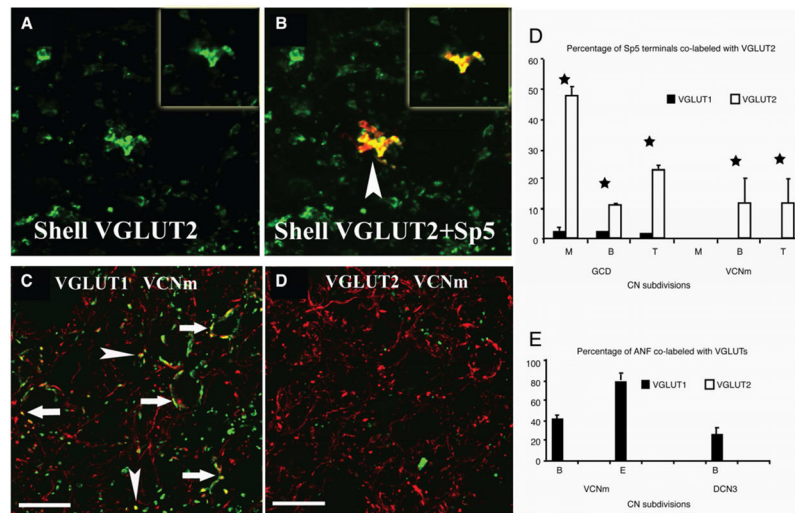 A
Shell VGLUT2
B
Shell VGLUT2+Sp5
C
VGLUT1 VCNm
D
VGLUT2 VCNm
D
Percentage of Sp5 terminals co-labeled with VGLUT2
60
50
40
30
20
10
0
VGLUT1 VGLUT2
M B T M B T
GCD VCNm
CN subdivisions
E
Percentage of ANF co-labeled with VGLUTs
100
80
60
40
20
0
VGLUT1 VGLUT2
B E B
VCNm DCN3
CN subdivisions